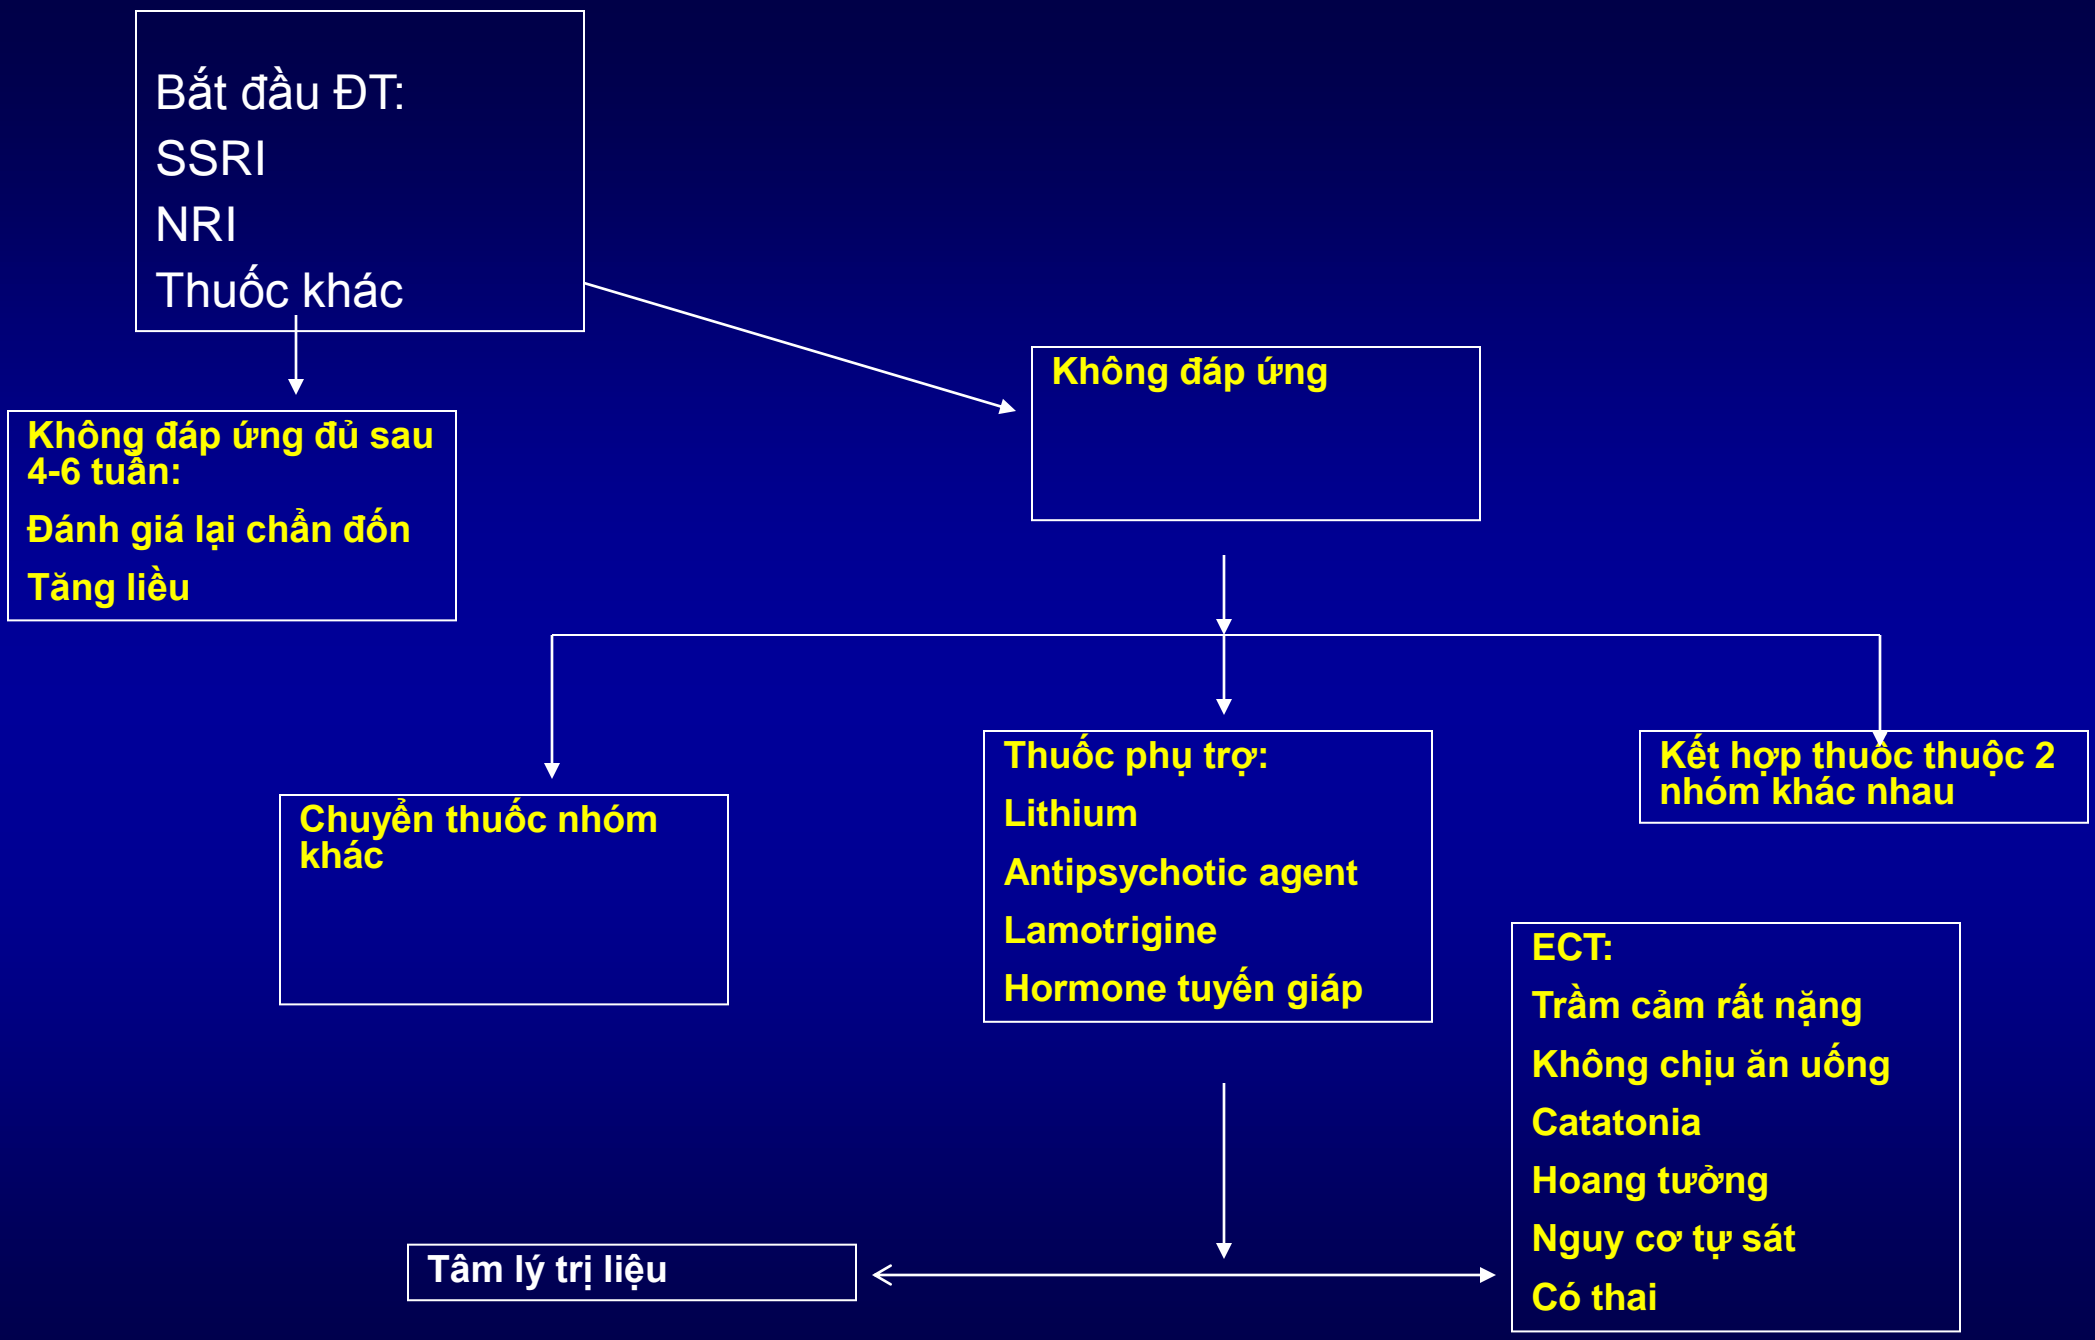 Bắt đầu ĐT:
SSRI
NRI
Thuốc khác
Không đáp ứng
Không đáp ứng đủ sau
4-6 tuần:
Đánh giá lại chẩn đốn
Tăng liều
Chuyển thuốc nhóm
khác
Thuốc phụ trợ:
Lithium
Antipsychotic agent
Lamotrigine
Hormone tuyến giáp
Kết hợp thuốc thuộc 2
nhóm khác nhau
ECT:
Trầm cảm rất nặng
Không chịu ăn uống
Catatonia
Hoang tưởng
Nguy cơ tự sát
Có thai
Tâm lý trị liệu